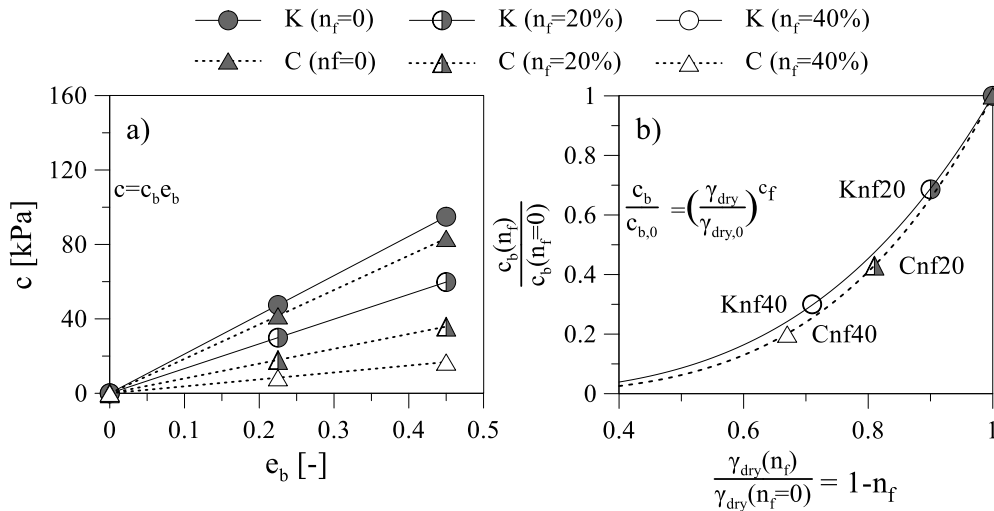 K (n_f=0) K (n_f=20%) K (n_f=40%)
C (nf=0) C (n_f=20%) C (n_f=40%)
160
120
80
40
0
c [kPa]
a)
c=c_b e_b
0 0.1 0.2 0.3 0.4 0.5
e_b [-]
1
0.8
0.6
0.4
0.2
0
c_b(n_f)
c_b(n_f=0)
b)
c_b/c_{b,0} =(γ_dry/γ_{dry,0})^{c_f}
Knf20
Cnf20
Knf40
Cnf40
0.4 0.6 0.8 1
γ_dry(n_f)
γ_dry(n_f=0) = 1-n_f